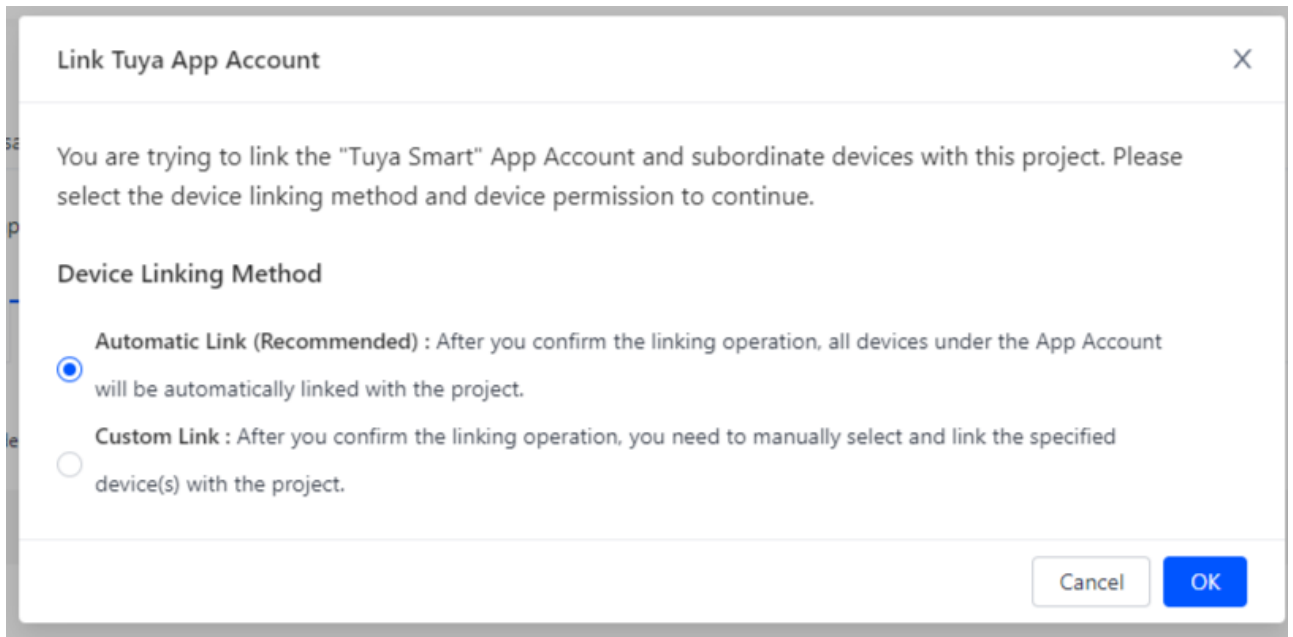 Link Tuya App Account
You are trying to link the "Tuya Smart" App Account and subordinate devices with this project. Please
select the device linking method and device permission to continue.
Device Linking Method
Automatic Link (Recommended) : After you confirm the linking operation, all devices under the App Account
will be automatically linked with the project.
Custom Link : After you confirm the linking operation, you need to manually select and link the specified
device(s) with the project.
Cancel
OK